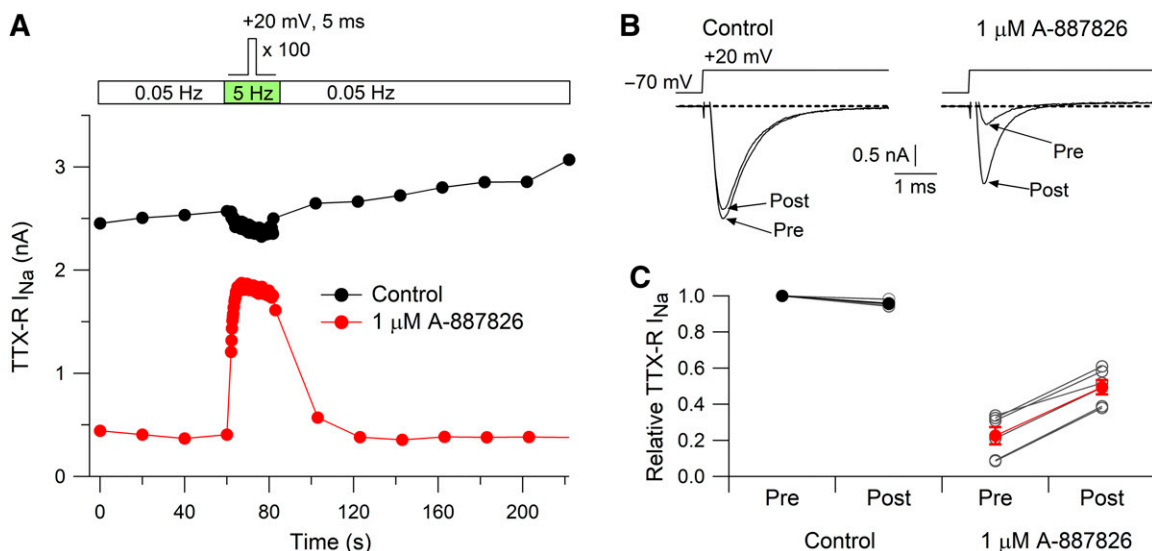 A
+20 mV, 5 ms
x 100
0.05 Hz 5 Hz 0.05 Hz
TTX-R I_Na (nA)
3
2
1
0
Control
1 μM A-887826
0 40 80 120 160 200
Time (s)
B
Control 1 μM A-887826
+20 mV
–70 mV
Post
Pre
0.5 nA
1 ms
Pre
Post
C
Relative TTX-R I_Na
1.0
0.8
0.6
0.4
0.2
0.0
Pre Post Pre Post
Control 1 μM A-887826